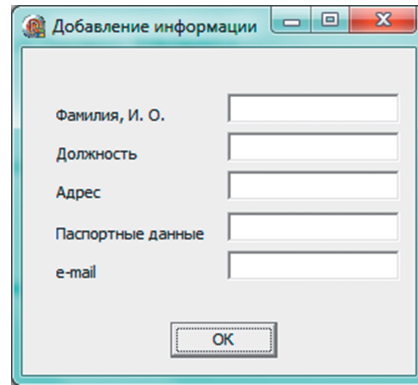 Добавление информации
Фамилия, И. О.
Должность
Адрес
Паспортные данные
e-mail
OK